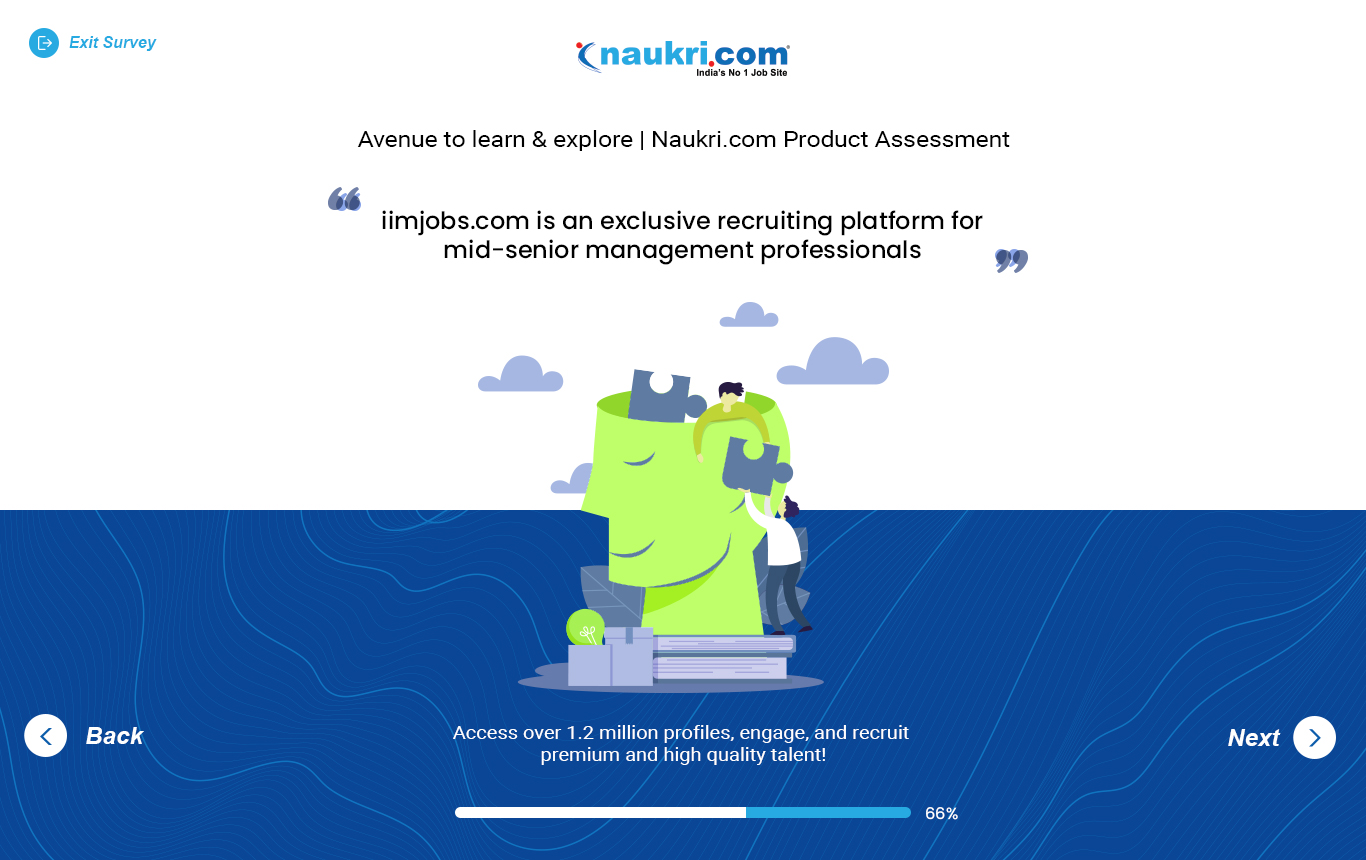 Exit Survey
naukri.com
India's No 1 Job Site
Avenue to learn & explore | Naukri.com Product Assessment
“
iimjobs.com is an exclusive recruiting platform for
mid-senior management professionals
”
Access over 1.2 million profiles, engage, and recruit
premium and high quality talent!
Back
Next
66%